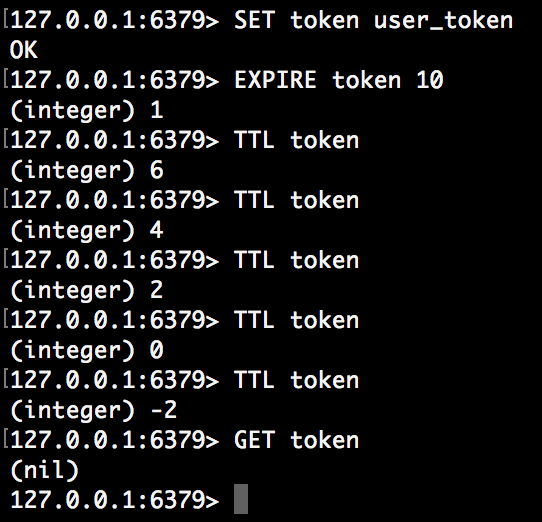 [127.0.0.1:6379> SET token user_token
OK
[127.0.0.1:6379> EXPIRE token 10
(integer) 1
[127.0.0.1:6379> TTL token
(integer) 6
[127.0.0.1:6379> TTL token
(integer) 4
[127.0.0.1:6379> TTL token
(integer) 2
[127.0.0.1:6379> TTL token
(integer) 0
[127.0.0.1:6379> TTL token
(integer) -2
[127.0.0.1:6379> GET token
(nil)
127.0.0.1:6379>